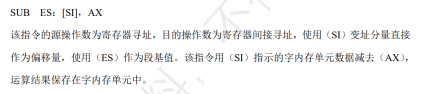 SUB ES：[SI]，AX
该指令的源操作数为寄存器寻址，目的操作数为寄存器间接寻址，使用（SI）变址分量直接
作为偏移量，使用（ES）作为段基值。该指令用（SI）指示的字内存单元数据减去（AX），
运算结果保存在字内存单元中。